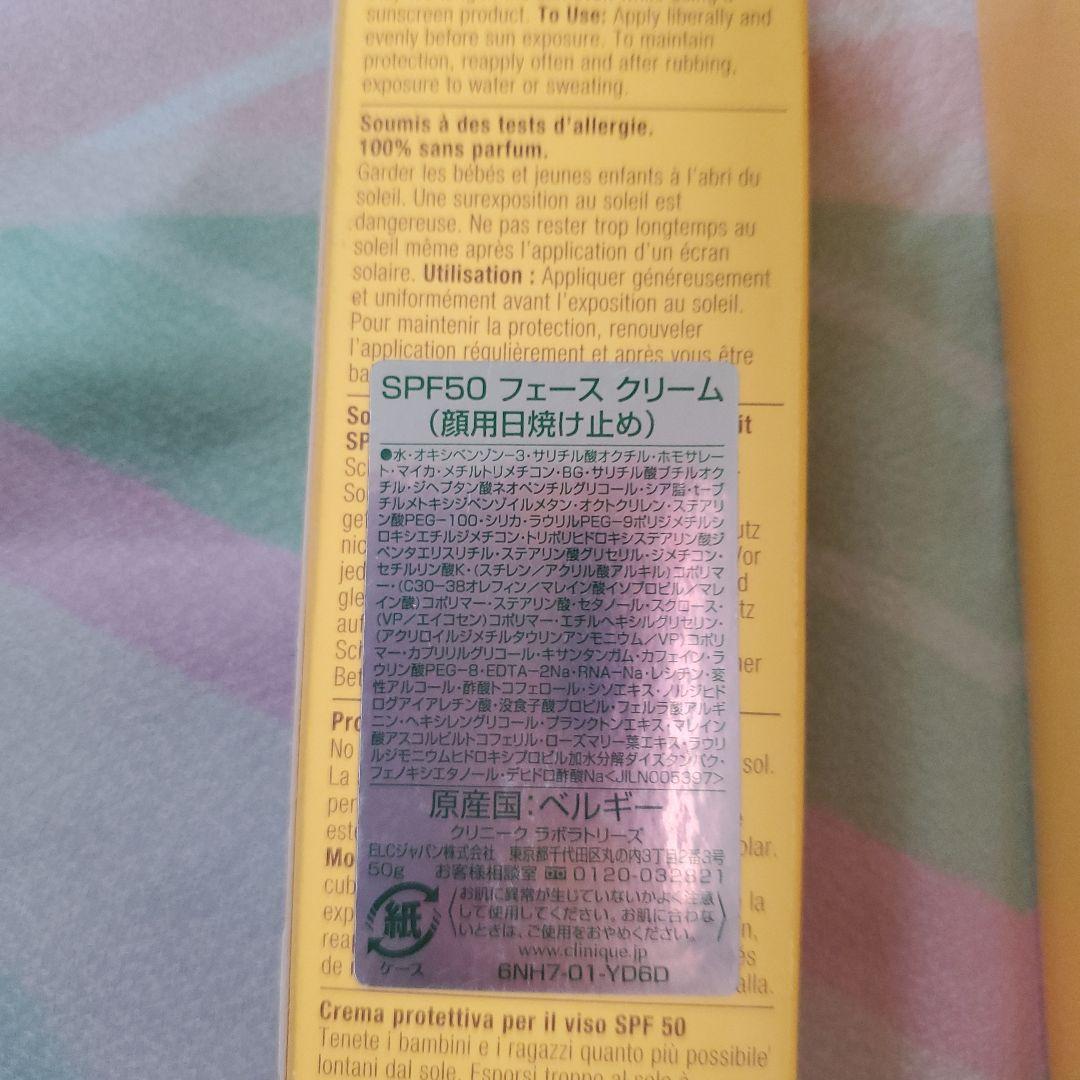 sunscreen product. To Use: Apply liberally and
evenly before sun exposure. To maintain
protection, reapply often and after rubbing,
exposure to water or sweating.
Soumis à des tests d'allergie.
100% sans parfum.
Garder les bébés et jeunes enfants à l'abri du
soleil. Une surexposition au soleil est
dangereuse. Ne pas rester trop longtemps au
soleil même après l'application d'un écran
solaire. Utilisation : Appliquer généreusement
et uniformément avant l'exposition au soleil.
Pour maintenir la protection, renouveler
l'application régulièrement et après vous être
SPF50 フェース クリーム
(顔用日焼け止め)
●水・オキシベンゾン-3・サリチル酸オクチル・ホモサレー
ト・マイカ・メチルトリメチコン・BG・サリチル酸ブチルオク
チル・ジヘプタン酸ネオペンチルグリコール・シア脂・t-ブ
チルメトキシジベンゾイルメタン・オクトクリレン・ステアリ
ン酸PEG-100・シリカ・ラウリルPEG-9ポリジメチルシ
ロキシエチルジメチコン・トリポリヒドロキシステアリン酸ジ
ペンタエリスリチル・ステアリン酸グリセリル・ジメチコン・
セチルリン酸K・(スチレン/アクリル酸アルキル)コポリマ
ー・(C30-38オレフィン/マレイン酸イソプロピル/マレ
イン酸)コポリマー・ステアリン酸・セタノール・スクロース・
(VP/エイコセン)コポリマー・エチルヘキシルグリセリン・
(アクリロイルジメチルタウリンアンモニウム/VP)コポリ
マー・カプリリルグリコール・キサンタンガム・カフェイン・ラ
ウリン酸PEG-8・EDTA-2Na・RNA-Na・レシチン・変
性アルコール・酢酸トコフェロール・シソエキス・ノルジヒド
ログアイアレチン酸・没食子酸プロピル・フェルラ酸アルギ
ニン・ヘキシレングリコール・プランクトンエキス・マレイン
酸アスコルビルトコフェリル・ローズマリー葉エキス・ラウリ
ルジモニウムヒドロキシプロピル加水分解ダイズタンパク・
フェノキシエタノール・デヒドロ酢酸Na<JILN005397>
原産国:ベルギー
クリニーク ラボラトリーズ
ELCジャパン株式会社 東京都千代田区丸の内3丁目2番3号
50g お客様相談室 0120-032821
お肌に異常が生じていないかよく注意
して使用してください。お肌に合わな
いときは、ご使用をおやめください。
紙
ケース
www.clinique.jp
6NH7-01-YD6D
Crema protettiva per il viso SPF 50
Tenete i bambini e i ragazzi quanto più possibile
lontani dal sole. Esporsi troppo al sole è